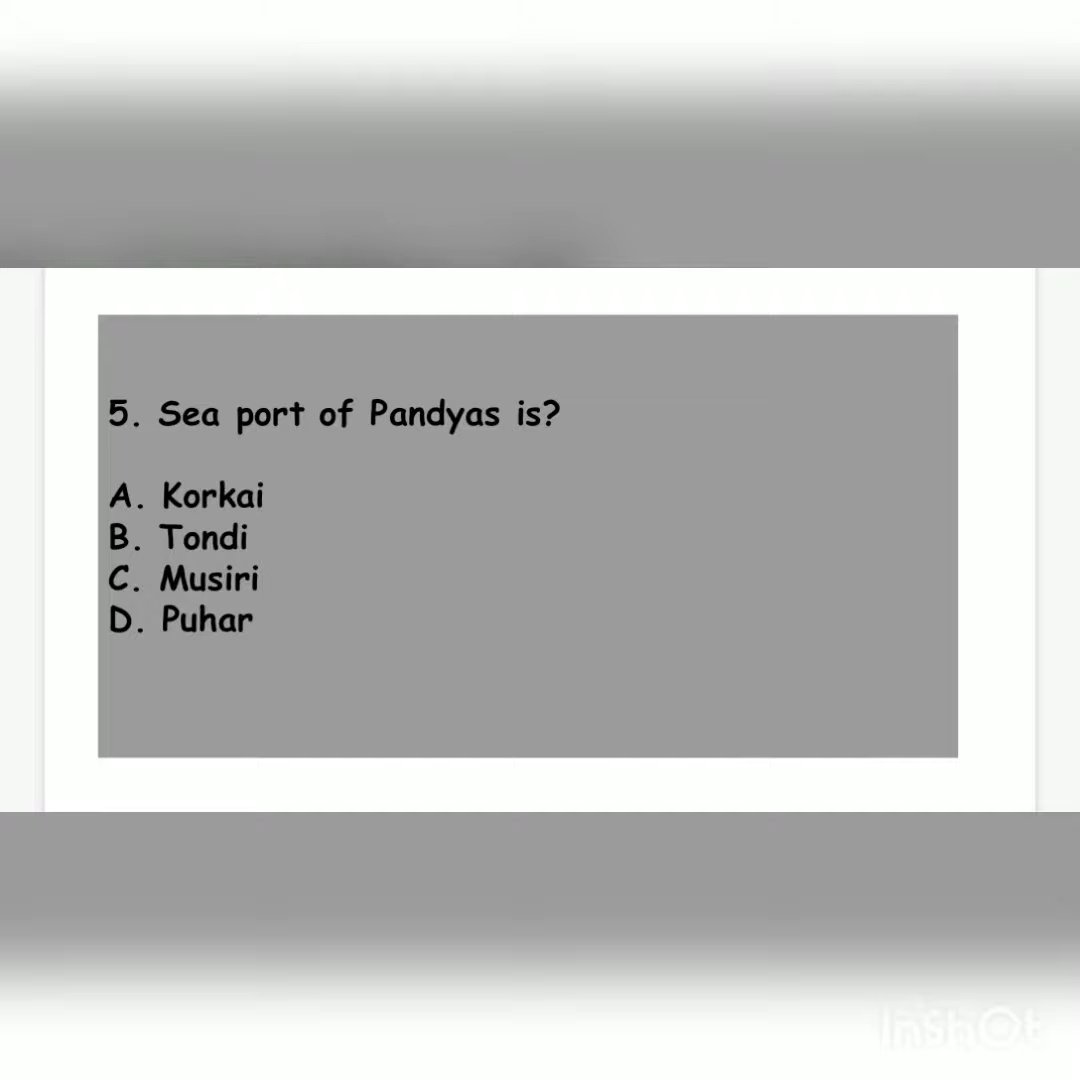 5. Sea port of Pandyas is?
A. Korkai
B. Tondi
C. Musiri
D. Puhar
InShOt